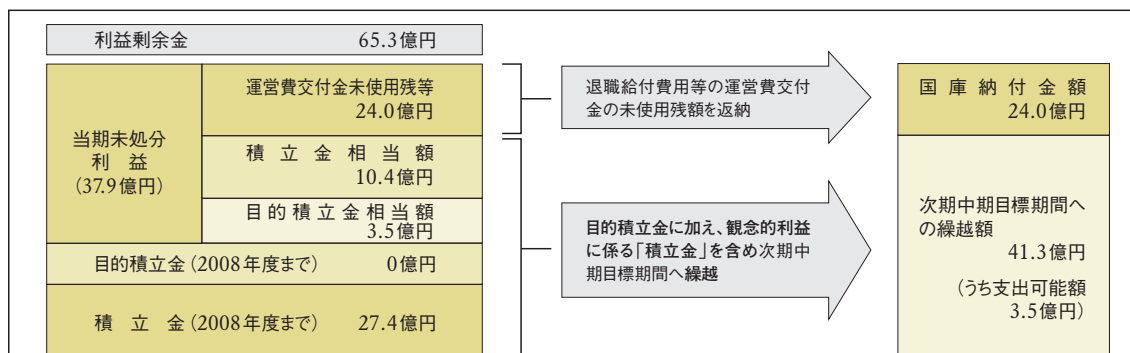 利益剰余金 65.3億円
当期未処分
利益
(37.9億円)
運営費交付金未使用残等
24.0億円
積立金相当額
10.4億円
目的積立金相当額
3.5億円
目的積立金(2008年度まで) 0億円
積立金(2008年度まで) 27.4億円
退職給付費用等の運営費交付
金の未使用残額を返納
目的積立金に加え、観念的利益
に係る「積立金」を含め次期中
期目標期間へ繰越
国庫納付金額
24.0億円
次期中期目標期間へ
の繰越額
41.3億円
(うち支出可能額
3.5億円)